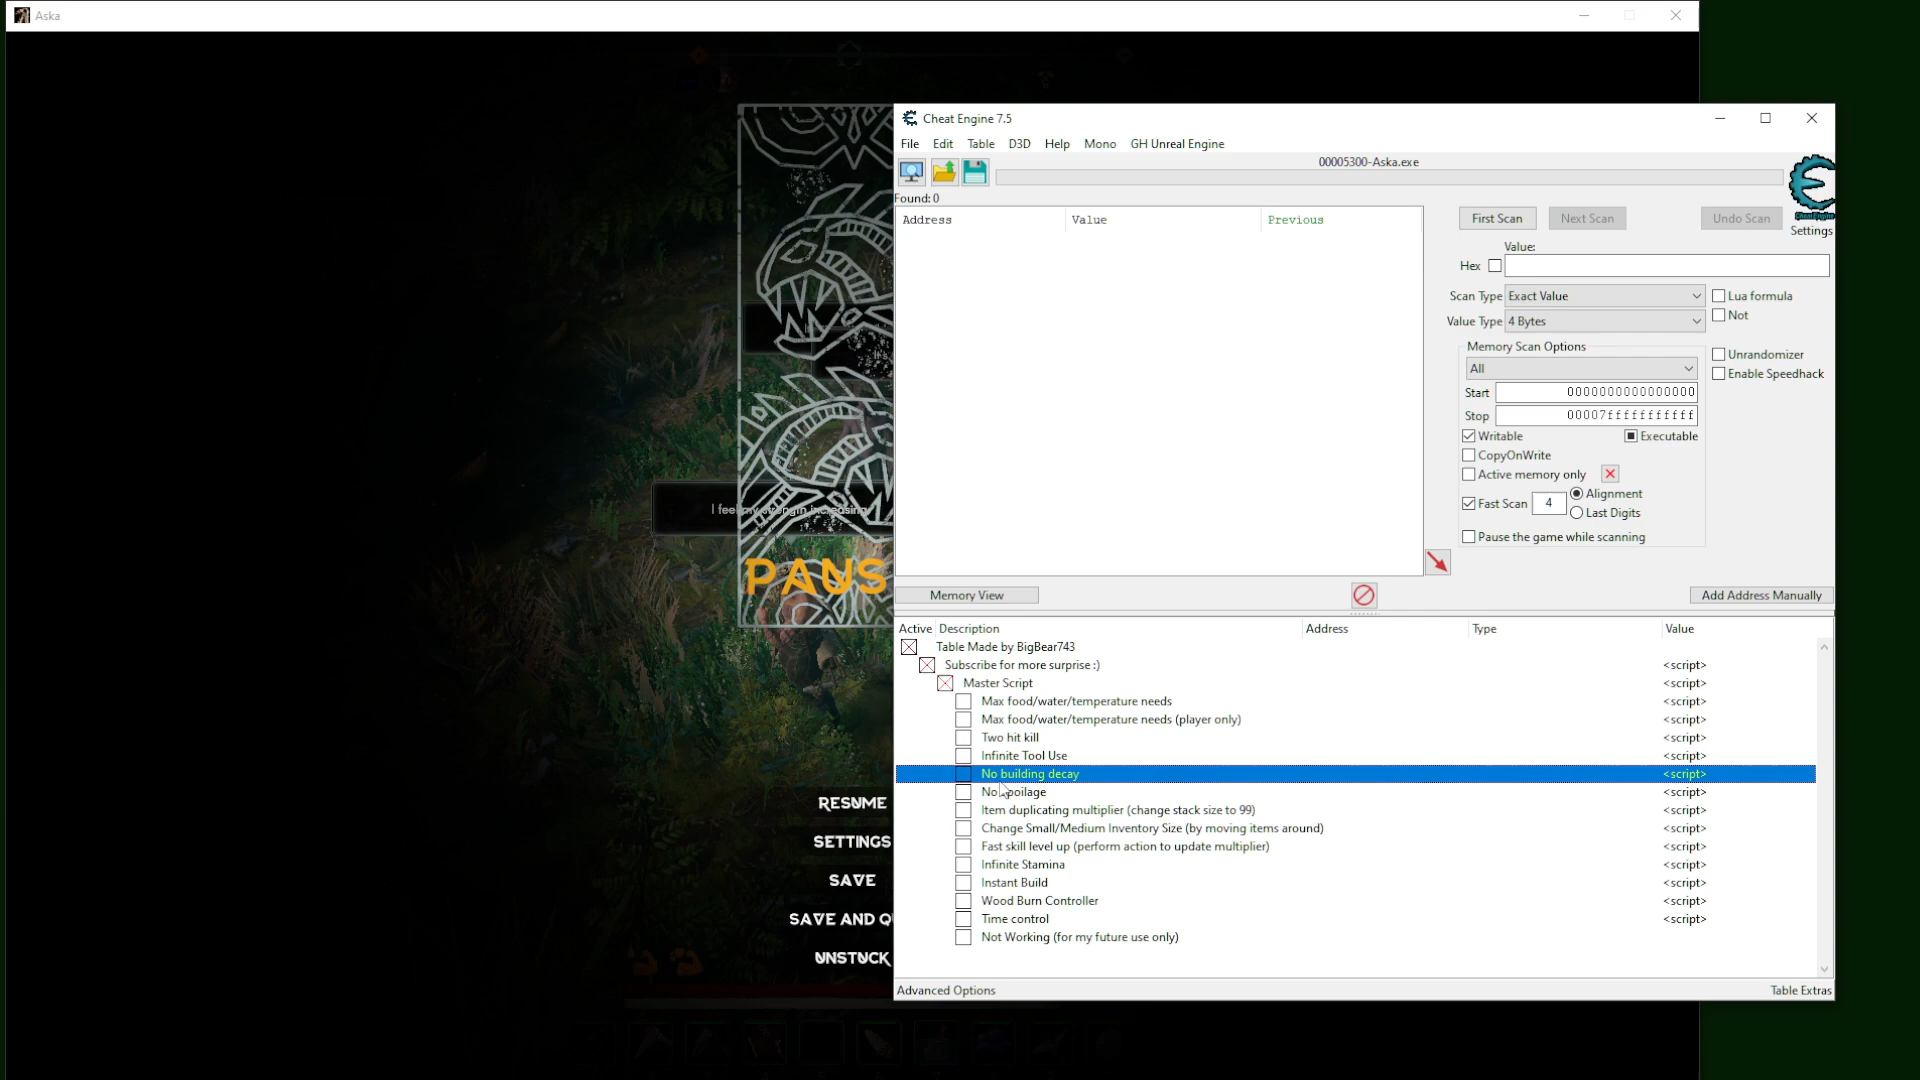 Aska
Cheat Engine 7.5
File Edit Table D3D Help Mono GH Unreal Engine
00005300-Aska.exe
Found: 0
Address Value Previous
First Scan Next Scan Undo Scan
Settings
Value:
Hex
Scan Type Exact Value
Lua formula
Not
Value Type 4 Bytes
Memory Scan Options
All
Unrandomizer
Enable Speedhack
Start 0000000000000000
Stop 00007fffffffffff
Writable Executable
CopyOnWrite
Active memory only
Fast Scan 4 Alignment
Last Digits
Pause the game while scanning
Memory View
Add Address Manually
I feel my strength increasing
PAUS
RESUME
SETTINGS
SAVE
SAVE AND QU
UNSTUCK
Active Description Address Type Value
Table Made by BigBear743
Subscribe for more surprise :) <script>
Master Script <script>
Max food/water/temperature needs <script>
Max food/water/temperature needs (player only) <script>
Two hit kill <script>
Infinite Tool Use <script>
No building decay <script>
No spoilage <script>
Item duplicating multiplier (change stack size to 99) <script>
Change Small/Medium Inventory Size (by moving items around) <script>
Fast skill level up (perform action to update multiplier) <script>
Infinite Stamina <script>
Instant Build <script>
Wood Burn Controller <script>
Time control <script>
Not Working (for my future use only)
Advanced Options Table Extras